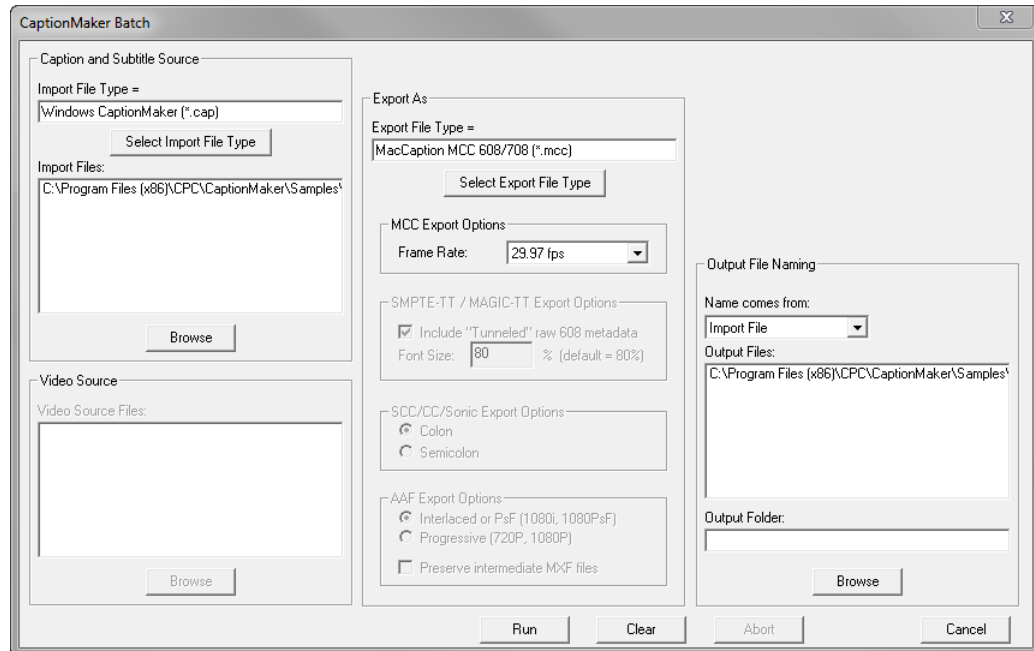 CaptionMaker Batch
Caption and Subtitle Source
Import File Type =
Windows CaptionMaker (*.cap)
Select Import File Type
Import Files:
C:\Program Files (x86)\CPC\CaptionMaker\Samples\
Browse
Video Source
Video Source Files:
Browse
Export As
Export File Type =
MacCaption MCC 608/708 (*.mcc)
Select Export File Type
MCC Export Options
Frame Rate: 29.97 fps
SMPTE-TT / MAGIC-TT Export Options
Include "Tunneled" raw 608 metadata
Font Size: 80 % (default = 80%)
SCC/CC/Sonic Export Options
Colon
Semicolon
AAF Export Options
Interlaced or PsF (1080i, 1080PsF)
Progressive (720P, 1080P)
Preserve intermediate MXF files
Output File Naming
Name comes from:
Import File
Output Files:
C:\Program Files (x86)\CPC\CaptionMaker\Samples\
Output Folder:
Browse
Run Clear Abort Cancel